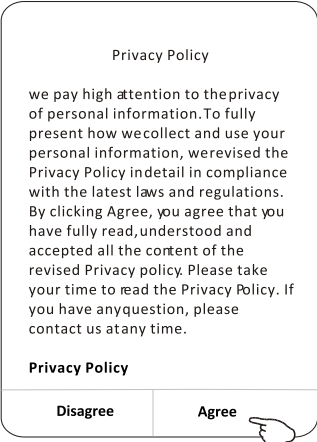 Privacy Policy
we pay high attention to the privacy
of personal information. To fully
present how we collect and use your
personal information, we revised the
Privacy Policy in detail in compliance
with the latest laws and regulations.
By clicking Agree, you agree that you
have fully read, understood and
accepted all the content of the
revised Privacy policy. Please take
your time to read the Privacy Policy. If
you have any question, please
contact us at any time.
Privacy Policy
Disagree
Agree